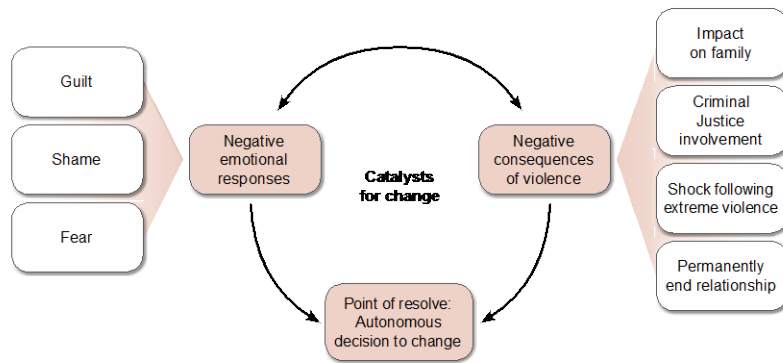 Guilt
Shame
Fear
Negative
emotional
responses
Catalysts
for change
Negative
consequences
of violence
Impact
on family
Criminal
Justice
involvement
Shock following
extreme violence
Permanently
end relationship
Point of resolve:
Autonomous
decision to change